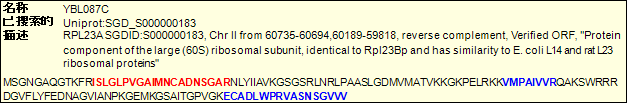 名称 YBL087C
已搜索的 Uniprot:SGD_S000000183
描述 RPL23A SGDID:S000000183, Chr II from 60735-60694,60189-59818, reverse complement, Verified ORF, "Protein
component of the large (60S) ribosomal subunit, identical to Rpl23Bp and has similarity to E. coli L14 and rat L23
ribosomal proteins"
MSGNGAQGTKFRISLGLPVGAIMNCADNSGARNLYIIAVKGSGSRLNRLPAASLGDMVMATVKKGKPELRKKVMPAIVVRQAKSWRRR
DGVFLYFEDNAGVIANPKGEMKGSAITGPVGKECADLWPRVASNSGVVV